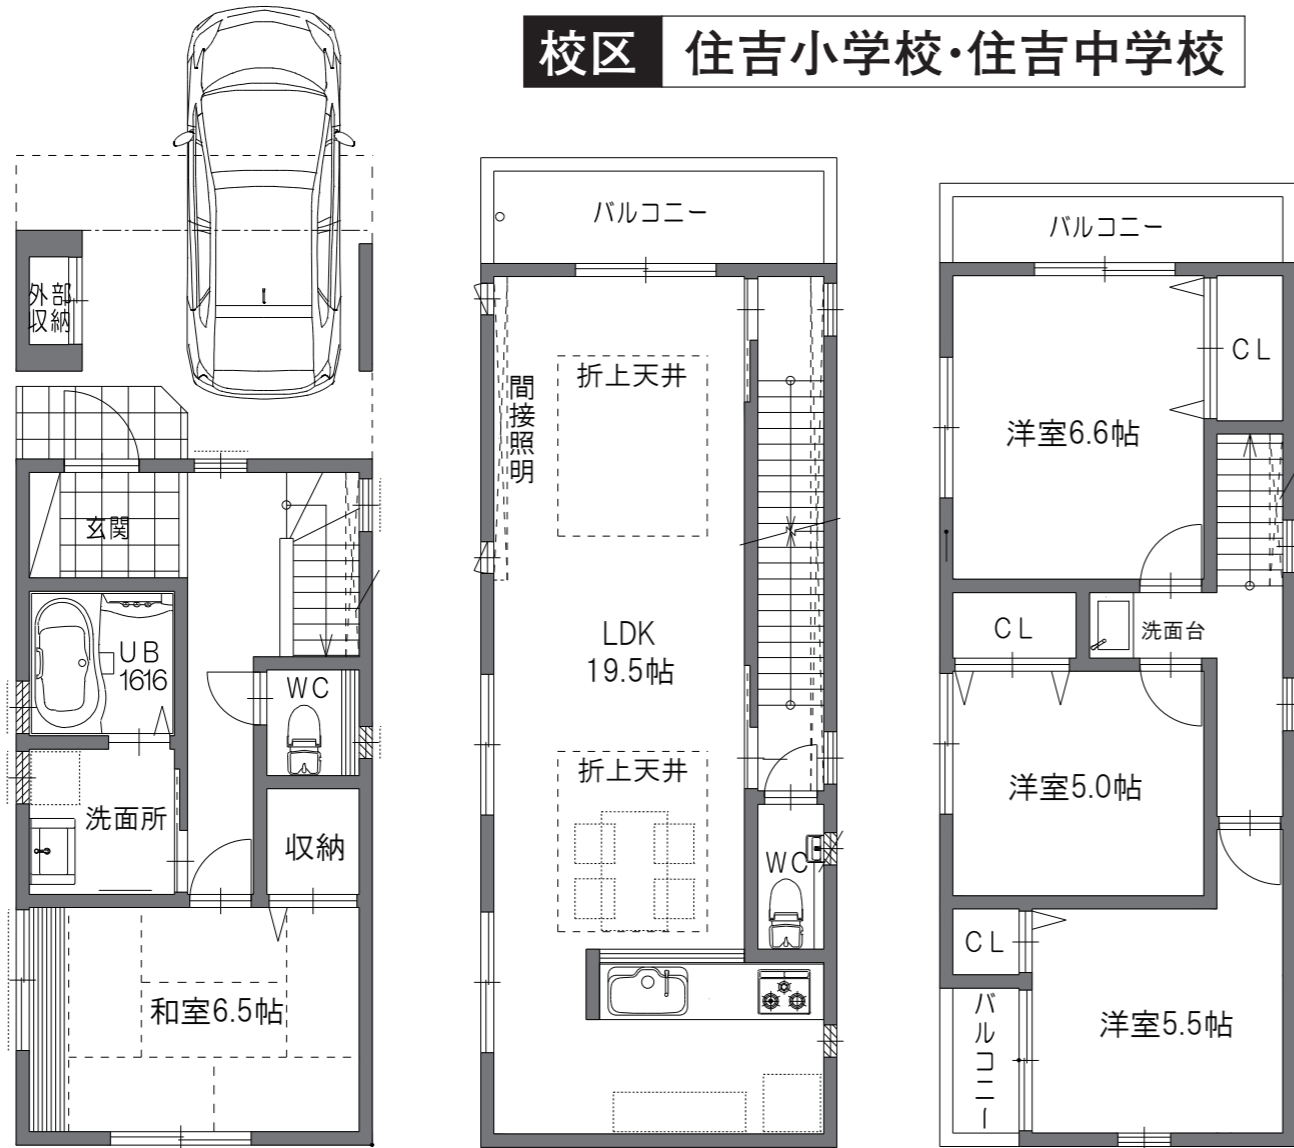 校区 住吉小学校・住吉中学校
外部
収納
玄関
UB
1616
WC
洗面所
収納
和室6.5帖
バルコニー
折上天井
間接照明
LDK
19.5帖
折上天井
WC
バルコニー
CL
洋室6.6帖
CL
洗面台
洋室5.0帖
CL
バルコニー
洋室5.5帖